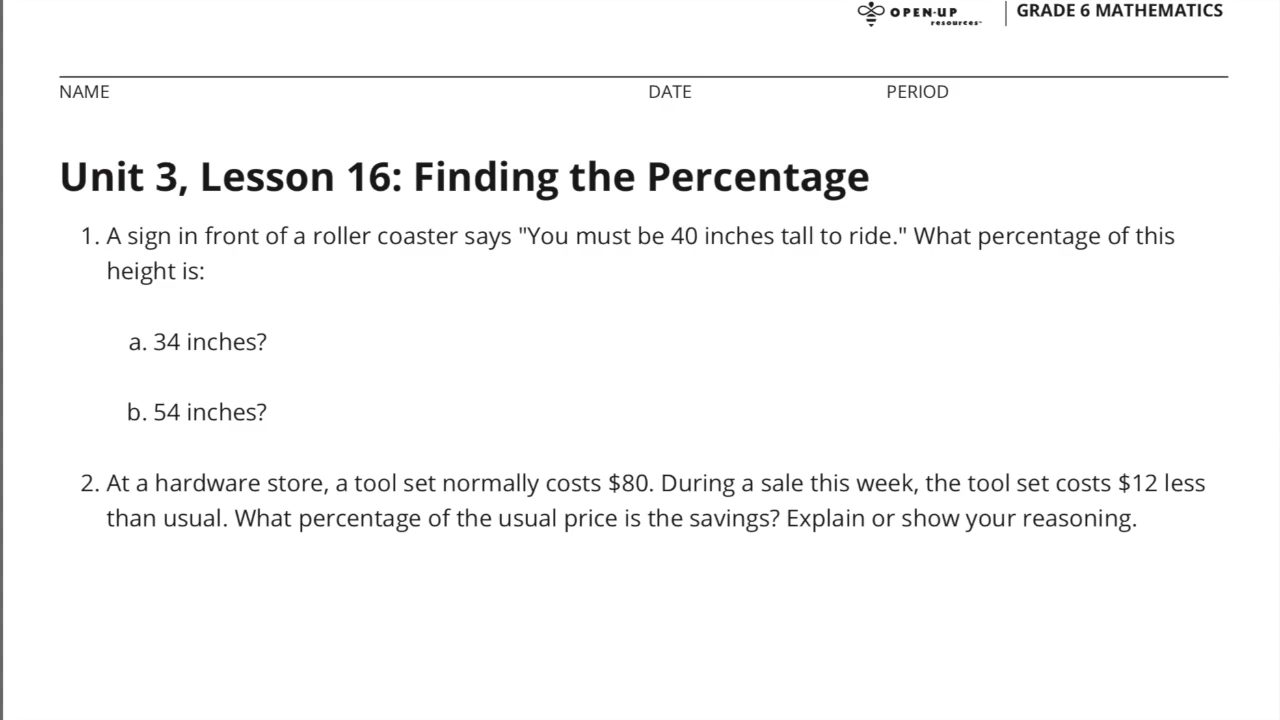 OPEN-UP resources
GRADE 6 MATHEMATICS
NAME DATE PERIOD
Unit 3, Lesson 16: Finding the Percentage
1. A sign in front of a roller coaster says "You must be 40 inches tall to ride." What percentage of this
height is:
a. 34 inches?
b. 54 inches?
2. At a hardware store, a tool set normally costs $80. During a sale this week, the tool set costs $12 less
than usual. What percentage of the usual price is the savings? Explain or show your reasoning.